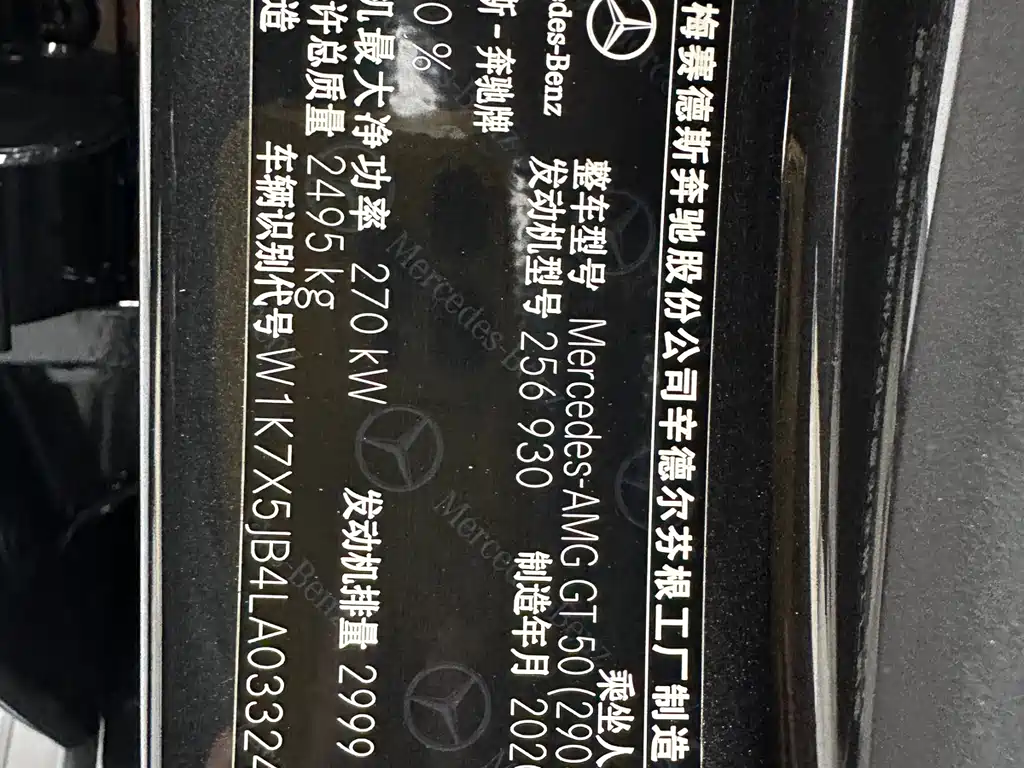 梅赛德斯奔驰股份公司辛德尔芬根工厂制造
乘坐人
整车型号 Mercedes-AMG GT 50 (290
-Benz
发动机型号 256 930 制造年月 202
-奔驰牌
0 %
机最大净功率 270 kW 发动机排量 2999
许总质量 2495 kg
造
车辆识别代号 W1K7X5JB4LA03324
Mercedes-B
Mercedes